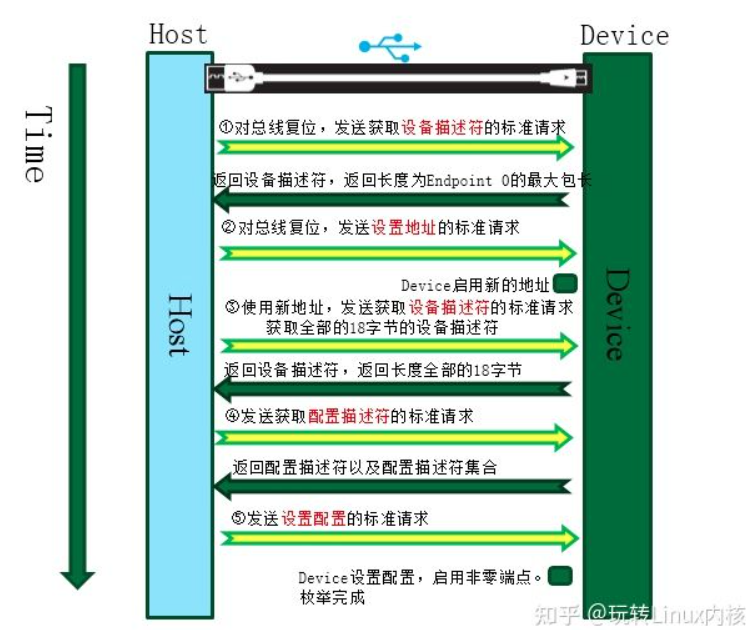 Host
Device
Time
①对总线复位，发送获取设备描述符的标准请求
返回设备描述符，返回长度为Endpoint 0的最大包长
②对总线复位，发送设置地址的标准请求
Device启用新的地址
③使用新地址，发送获取设备描述符的标准请求
获取全部的18字节的设备描述符
Host
Device
返回设备描述符，返回长度全部的18字节
④发送获取配置描述符的标准请求
返回配置描述符以及配置描述符集合
⑤发送设置配置的标准请求
Device设置配置，启用非零端点。
枚举完成
知乎 @玩转Linux内核